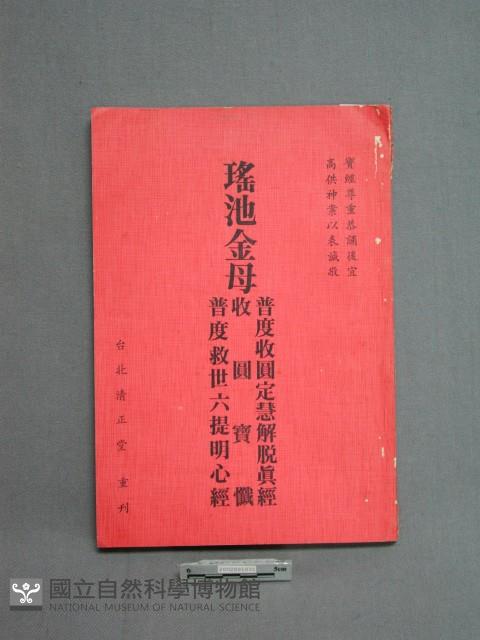 寶經尊重恭誦後宜
高供神案以表誠敬
瑤池金母
普度收圓定慧解脱眞經
收圓寶懺
普度救世六提明心經
台北清正堂 重刊
5cm
國立自然科學博物館
NATIONAL MUSEUM OF NATURAL SCIENCE